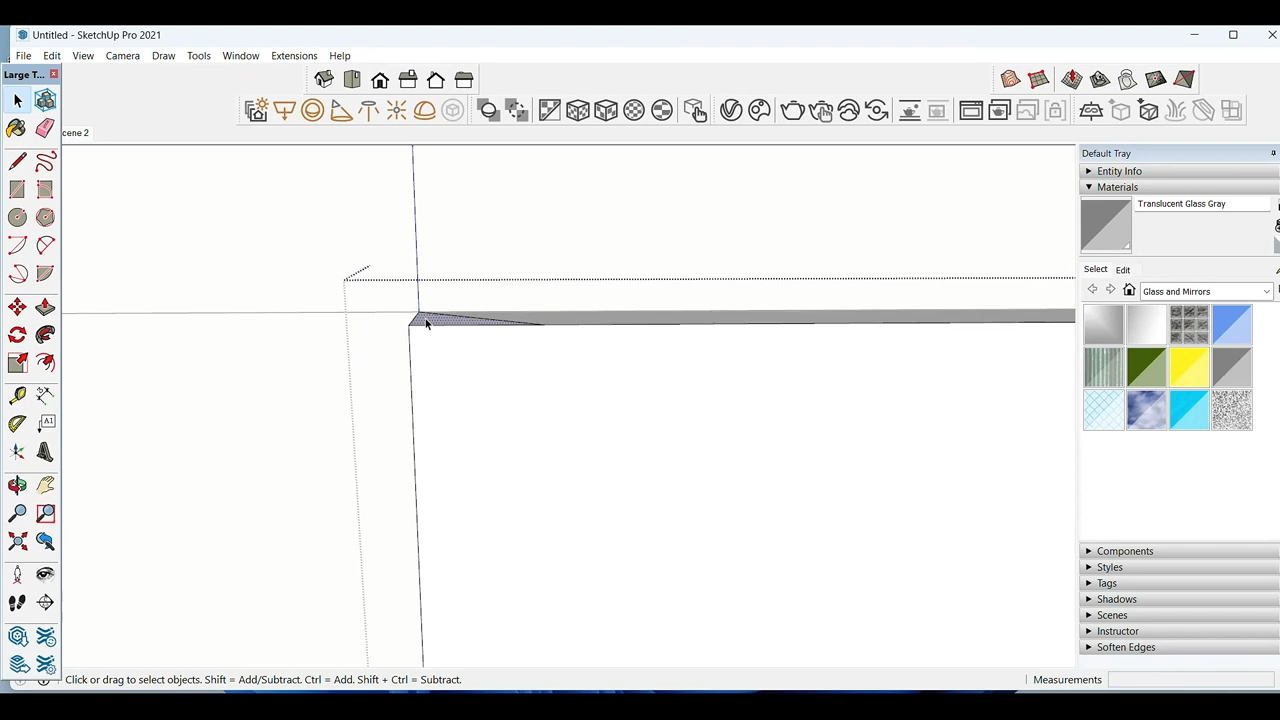 Untitled - SketchUp Pro 2021
File Edit View Camera Draw Tools Window Extensions Help
Large T...
cene 2
Default Tray
Entity Info
Materials
Translucent Glass Gray
Select Edit
Glass and Mirrors
A1
Components
Styles
Tags
Shadows
Scenes
Instructor
Soften Edges
Click or drag to select objects. Shift = Add/Subtract. Ctrl = Add. Shift + Ctrl = Subtract.
Measurements